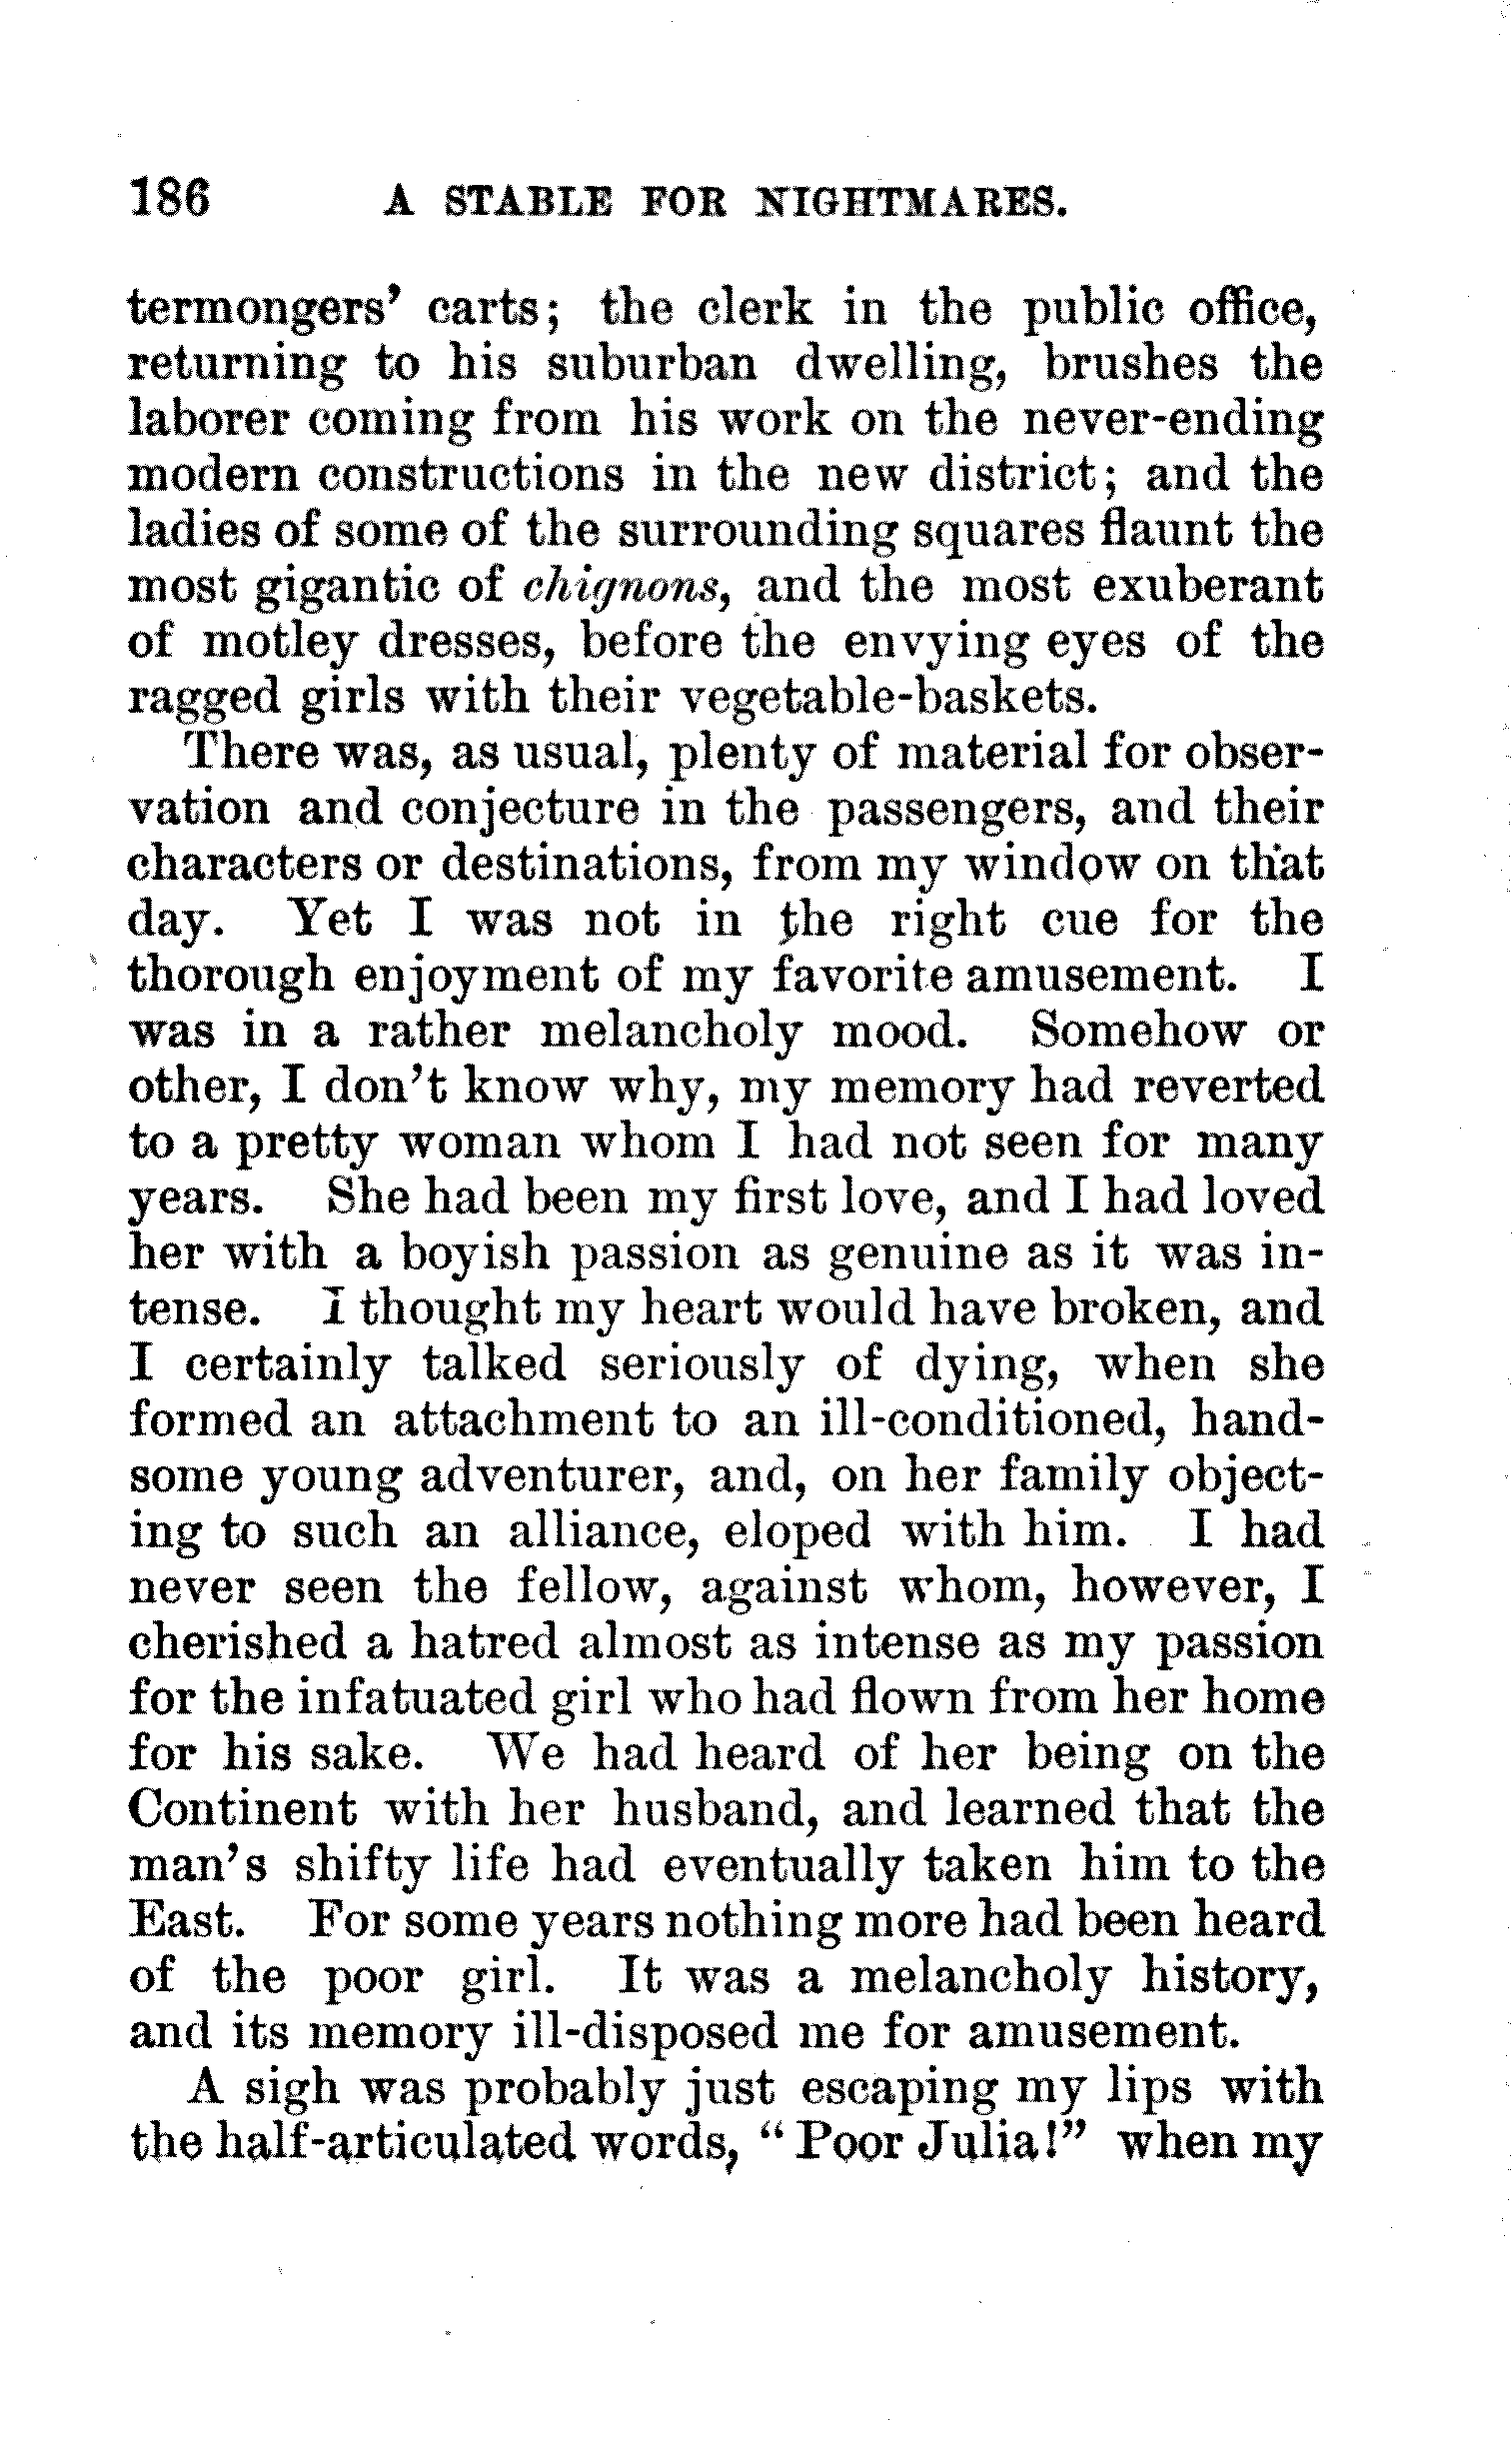 186 A STABLE FOR NIGHTMARES.
termongers' carts; the clerk in the public office,
returning to his suburban dwelling, brushes the
laborer coming from his work on the never-ending
modern constructions in the new district; and the
ladies of some of the surrounding squares flaunt the
most gigantic of chignons, and the most exuberant
of motley dresses, before the envying eyes of the
ragged girls with their vegetable-baskets.
There was, as usual, plenty of material for obser-
vation and conjecture in the passengers, and their
characters or destinations, from my window on that
day. Yet I was not in the right cue for the
thorough enjoyment of my favorite amusement. I
was in a rather melancholy mood. Somehow or
other, I don't know why, my memory had reverted
to a pretty woman whom I had not seen for many
years. She had been my first love, and I had loved
her with a boyish passion as genuine as it was in-
tense. I thought my heart would have broken, and
I certainly talked seriously of dying, when she
formed an attachment to an ill-conditioned, hand-
some young adventurer, and, on her family object-
ing to such an alliance, eloped with him. I had
never seen the fellow, against whom, however, I
cherished a hatred almost as intense as my passion
for the infatuated girl who had flown from her home
for his sake. We had heard of her being on the
Continent with her husband, and learned that the
man's shifty life had eventually taken him to the
East. For some years nothing more had been heard
of the poor girl. It was a melancholy history,
and its memory ill-disposed me for amusement.
A sigh was probably just escaping my lips with
the half-articulated words, "Poor Julia!" when my